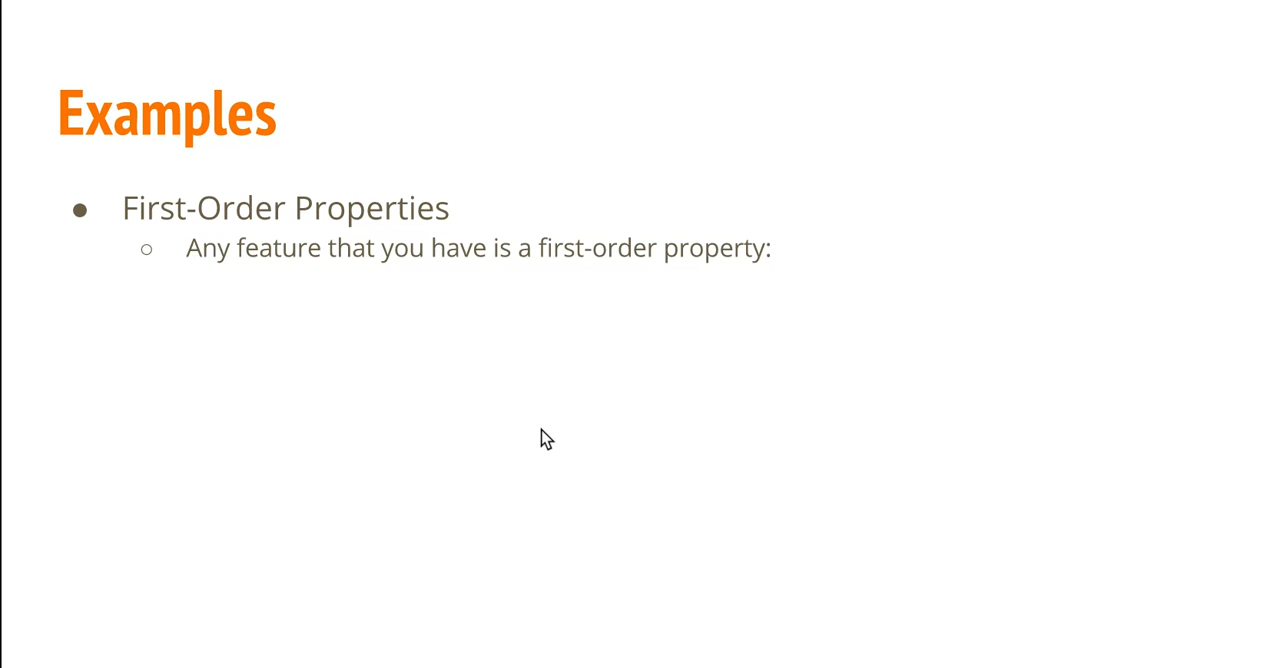 Examples
● First-Order Properties
○ Any feature that you have is a first-order property: